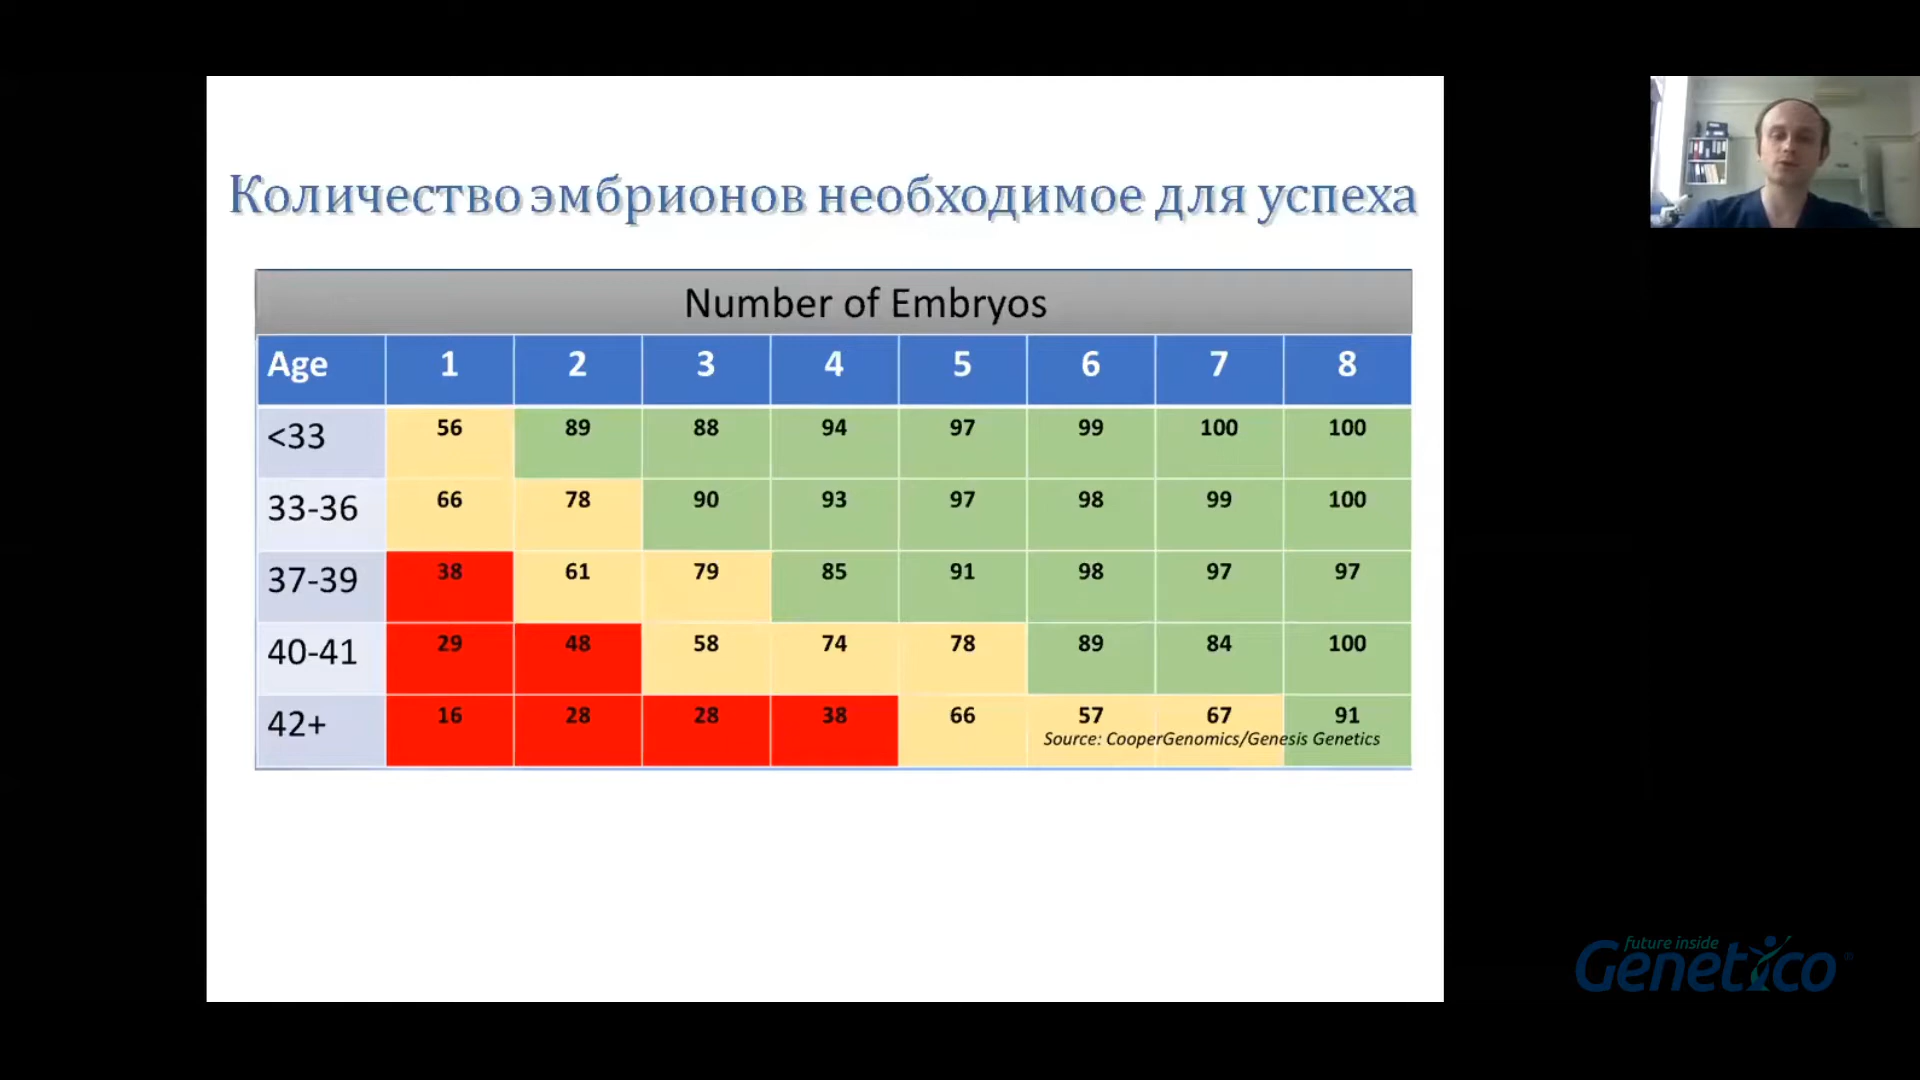 Количество эмбрионов необходимое для успеха
Number of Embryos
Age 1 2 3 4 5 6 7 8
<33 56 89 88 94 97 99 100 100
33-36 66 78 90 93 97 98 99 100
37-39 38 61 79 85 91 98 97 97
40-41 29 48 58 74 78 89 84 100
42+ 16 28 28 38 66 57 67 91
Source: CooperGenomics/Genesis Genetics
future inside
Genetico®